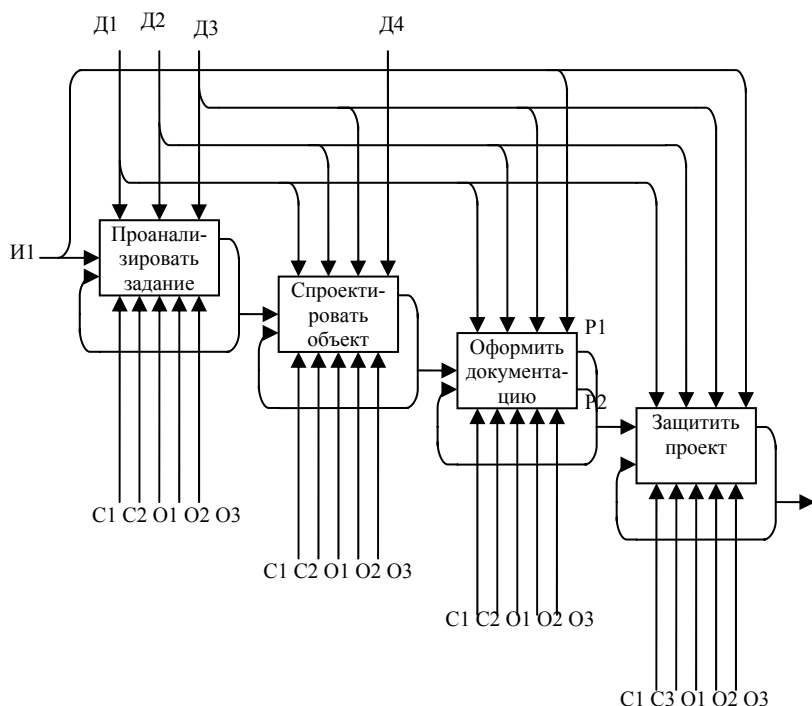 Д1 Д2 Д3 Д4
И1
Проанали-
зировать
задание
Спроекти-
ровать
объект
Р1
Оформить
документа-
цию
Р2
Защитить
проект
С1 С2 О1 О2 О3
С1 С2 О1 О2 О3
С1 С2 О1 О2 О3
С1 С3 О1 О2 О3